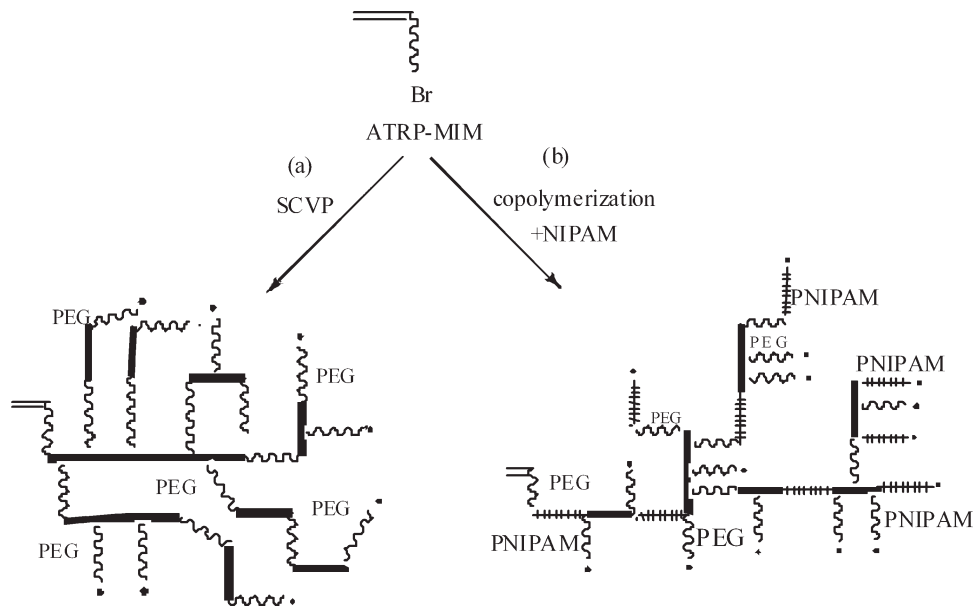 Br
ATRP-MIM
(a)
(b)
SCVP
copolymerization
+NIPAM
PEG
PEG
PEG
PEG
PEG
PNIPAM
PEG
PNIPAM
PEG
PEG
PNIPAM
PEG
PNIPAM